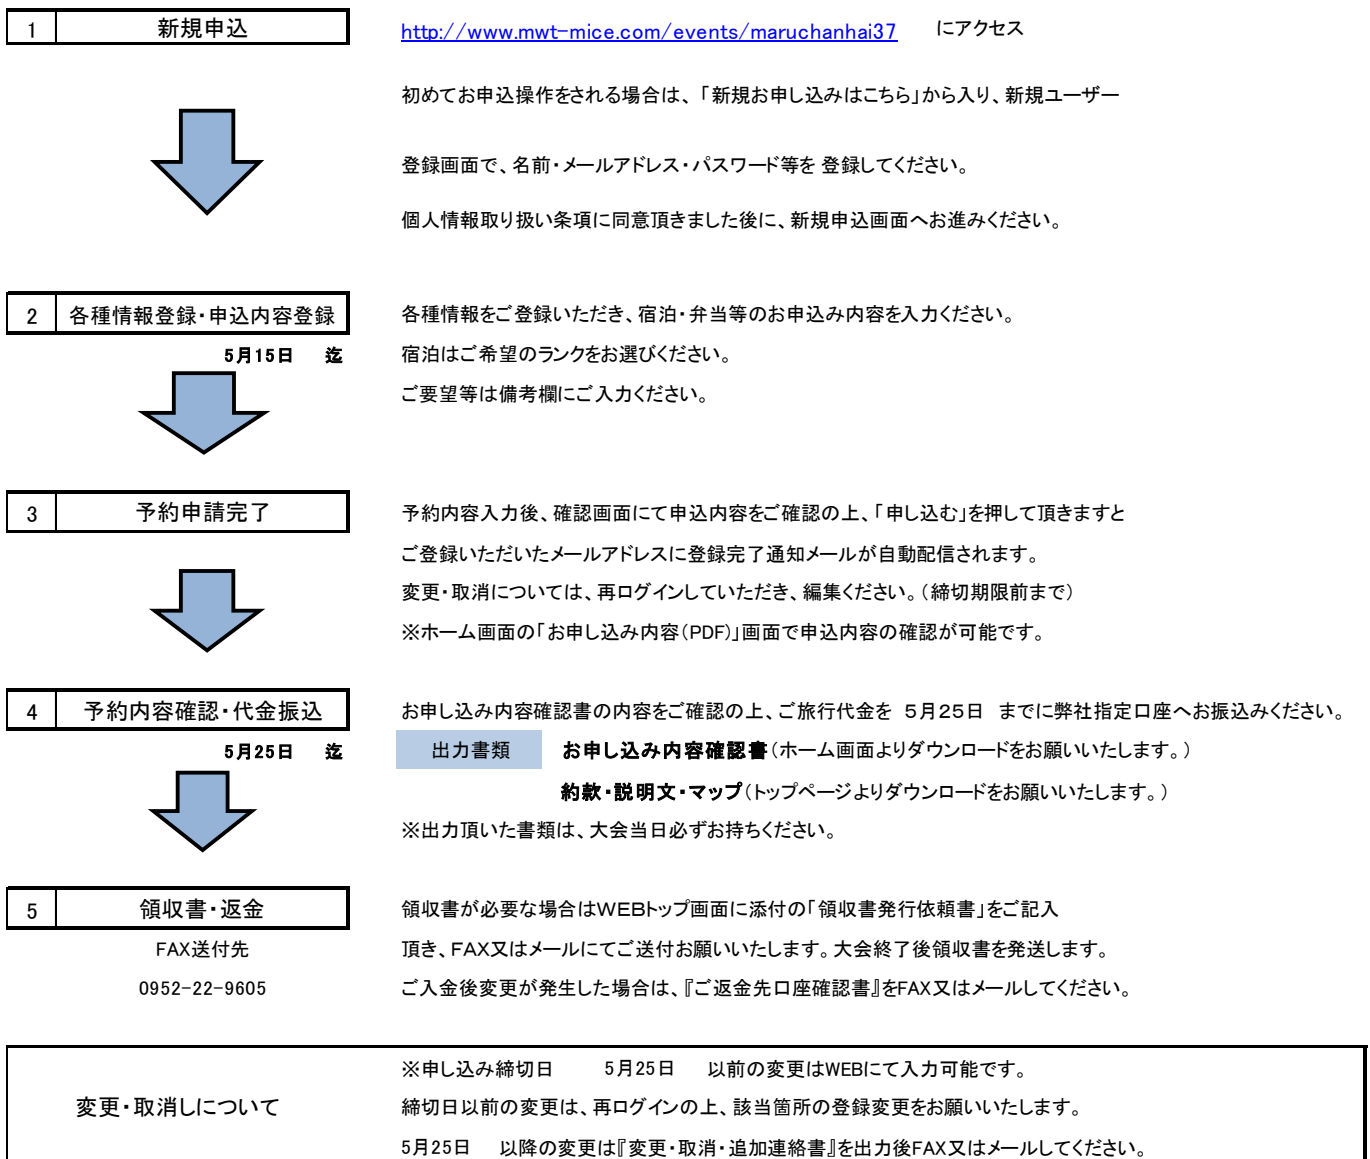 1 新規申込 http://www.mwt-mice.com/events/maruchanhai37 にアクセス
初めてお申込操作をされる場合は、「新規お申し込みはこちら」から入り、新規ユーザー
登録画面で、名前・メールアドレス・パスワード等を 登録してください。
個人情報取り扱い条項に同意頂きました後に、新規申込画面へお進みください。
2 各種情報登録・申込内容登録 各種情報をご登録いただき、宿泊・弁当等のお申込み内容を入力ください。
5月15日 迄 宿泊はご希望のランクをお選びください。
ご要望等は備考欄にご入力ください。
3 予約申請完了 予約内容入力後、確認画面にて申込内容をご確認の上、「申し込む」を押して頂きますと
ご登録いただいたメールアドレスに登録完了通知メールが自動配信されます。
変更・取消については、再ログインしていただき、編集ください。（締切期限前まで）
※ホーム画面の「お申し込み内容（PDF）」画面で申込内容の確認が可能です。
4 予約内容確認・代金振込 お申し込み内容確認書の内容をご確認の上、ご旅行代金を 5月25日 までに弊社指定口座へお振込みください。
5月25日 迄 出力書類 お申し込み内容確認書（ホーム画面よりダウンロードをお願いいたします。）
約款・説明文・マップ（トップページよりダウンロードをお願いいたします。）
※出力頂いた書類は、大会当日必ずお持ちください。
5 領収書・返金 領収書が必要な場合はWEBトップ画面に添付の「領収書発行依頼書」をご記入
FAX送付先 頂き、FAX又はメールにてご送付お願いいたします。大会終了後領収書を発送します。
0952-22-9605 ご入金後変更が発生した場合は、『ご返金先口座確認書』をFAX又はメールしてください。
※申し込み締切日 5月25日 以前の変更はWEBにて入力可能です。
変更・取消しについて 締切日以前の変更は、再ログインの上、該当箇所の登録変更をお願いいたします。
5月25日 以降の変更は『変更・取消・追加連絡書』を出力後FAX又はメールしてください。